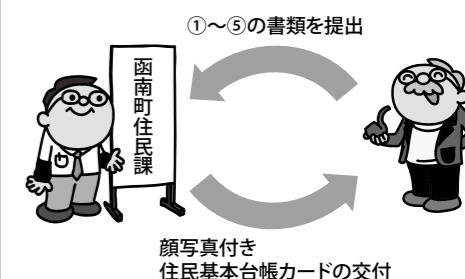 ①～⑤の書類を提出
函南町住民課
顔写真付き
住民基本台帳カードの交付